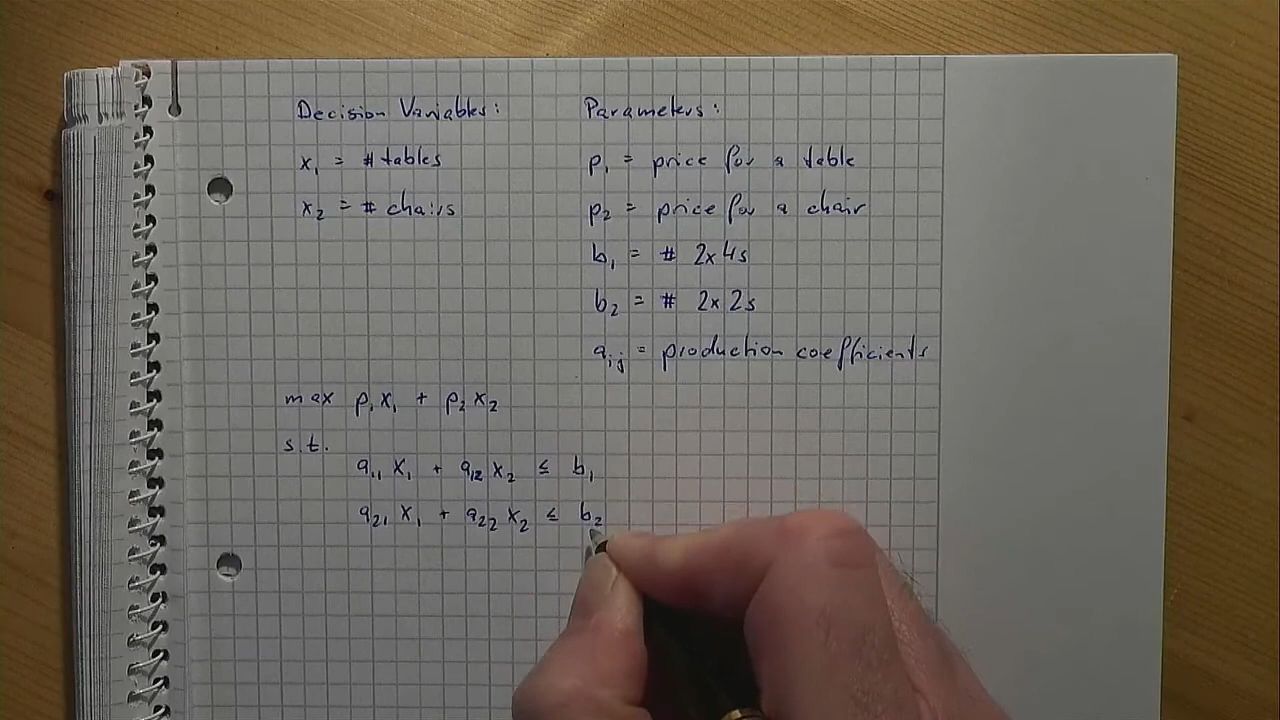 Decision Variables:
x₁ = # tables
x₂ = # chairs
Parameters:
p₁ = price for a table
p₂ = price for a chair
b₁ = # 2x4s
b₂ = # 2x2s
aᵢⱼ = production coefficients
max p₁x₁ + p₂x₂
s.t.
a₁₁ x₁ + a₁₂ x₂ ≤ b₁
a₂₁ x₁ + a₂₂ x₂ ≤ b₂